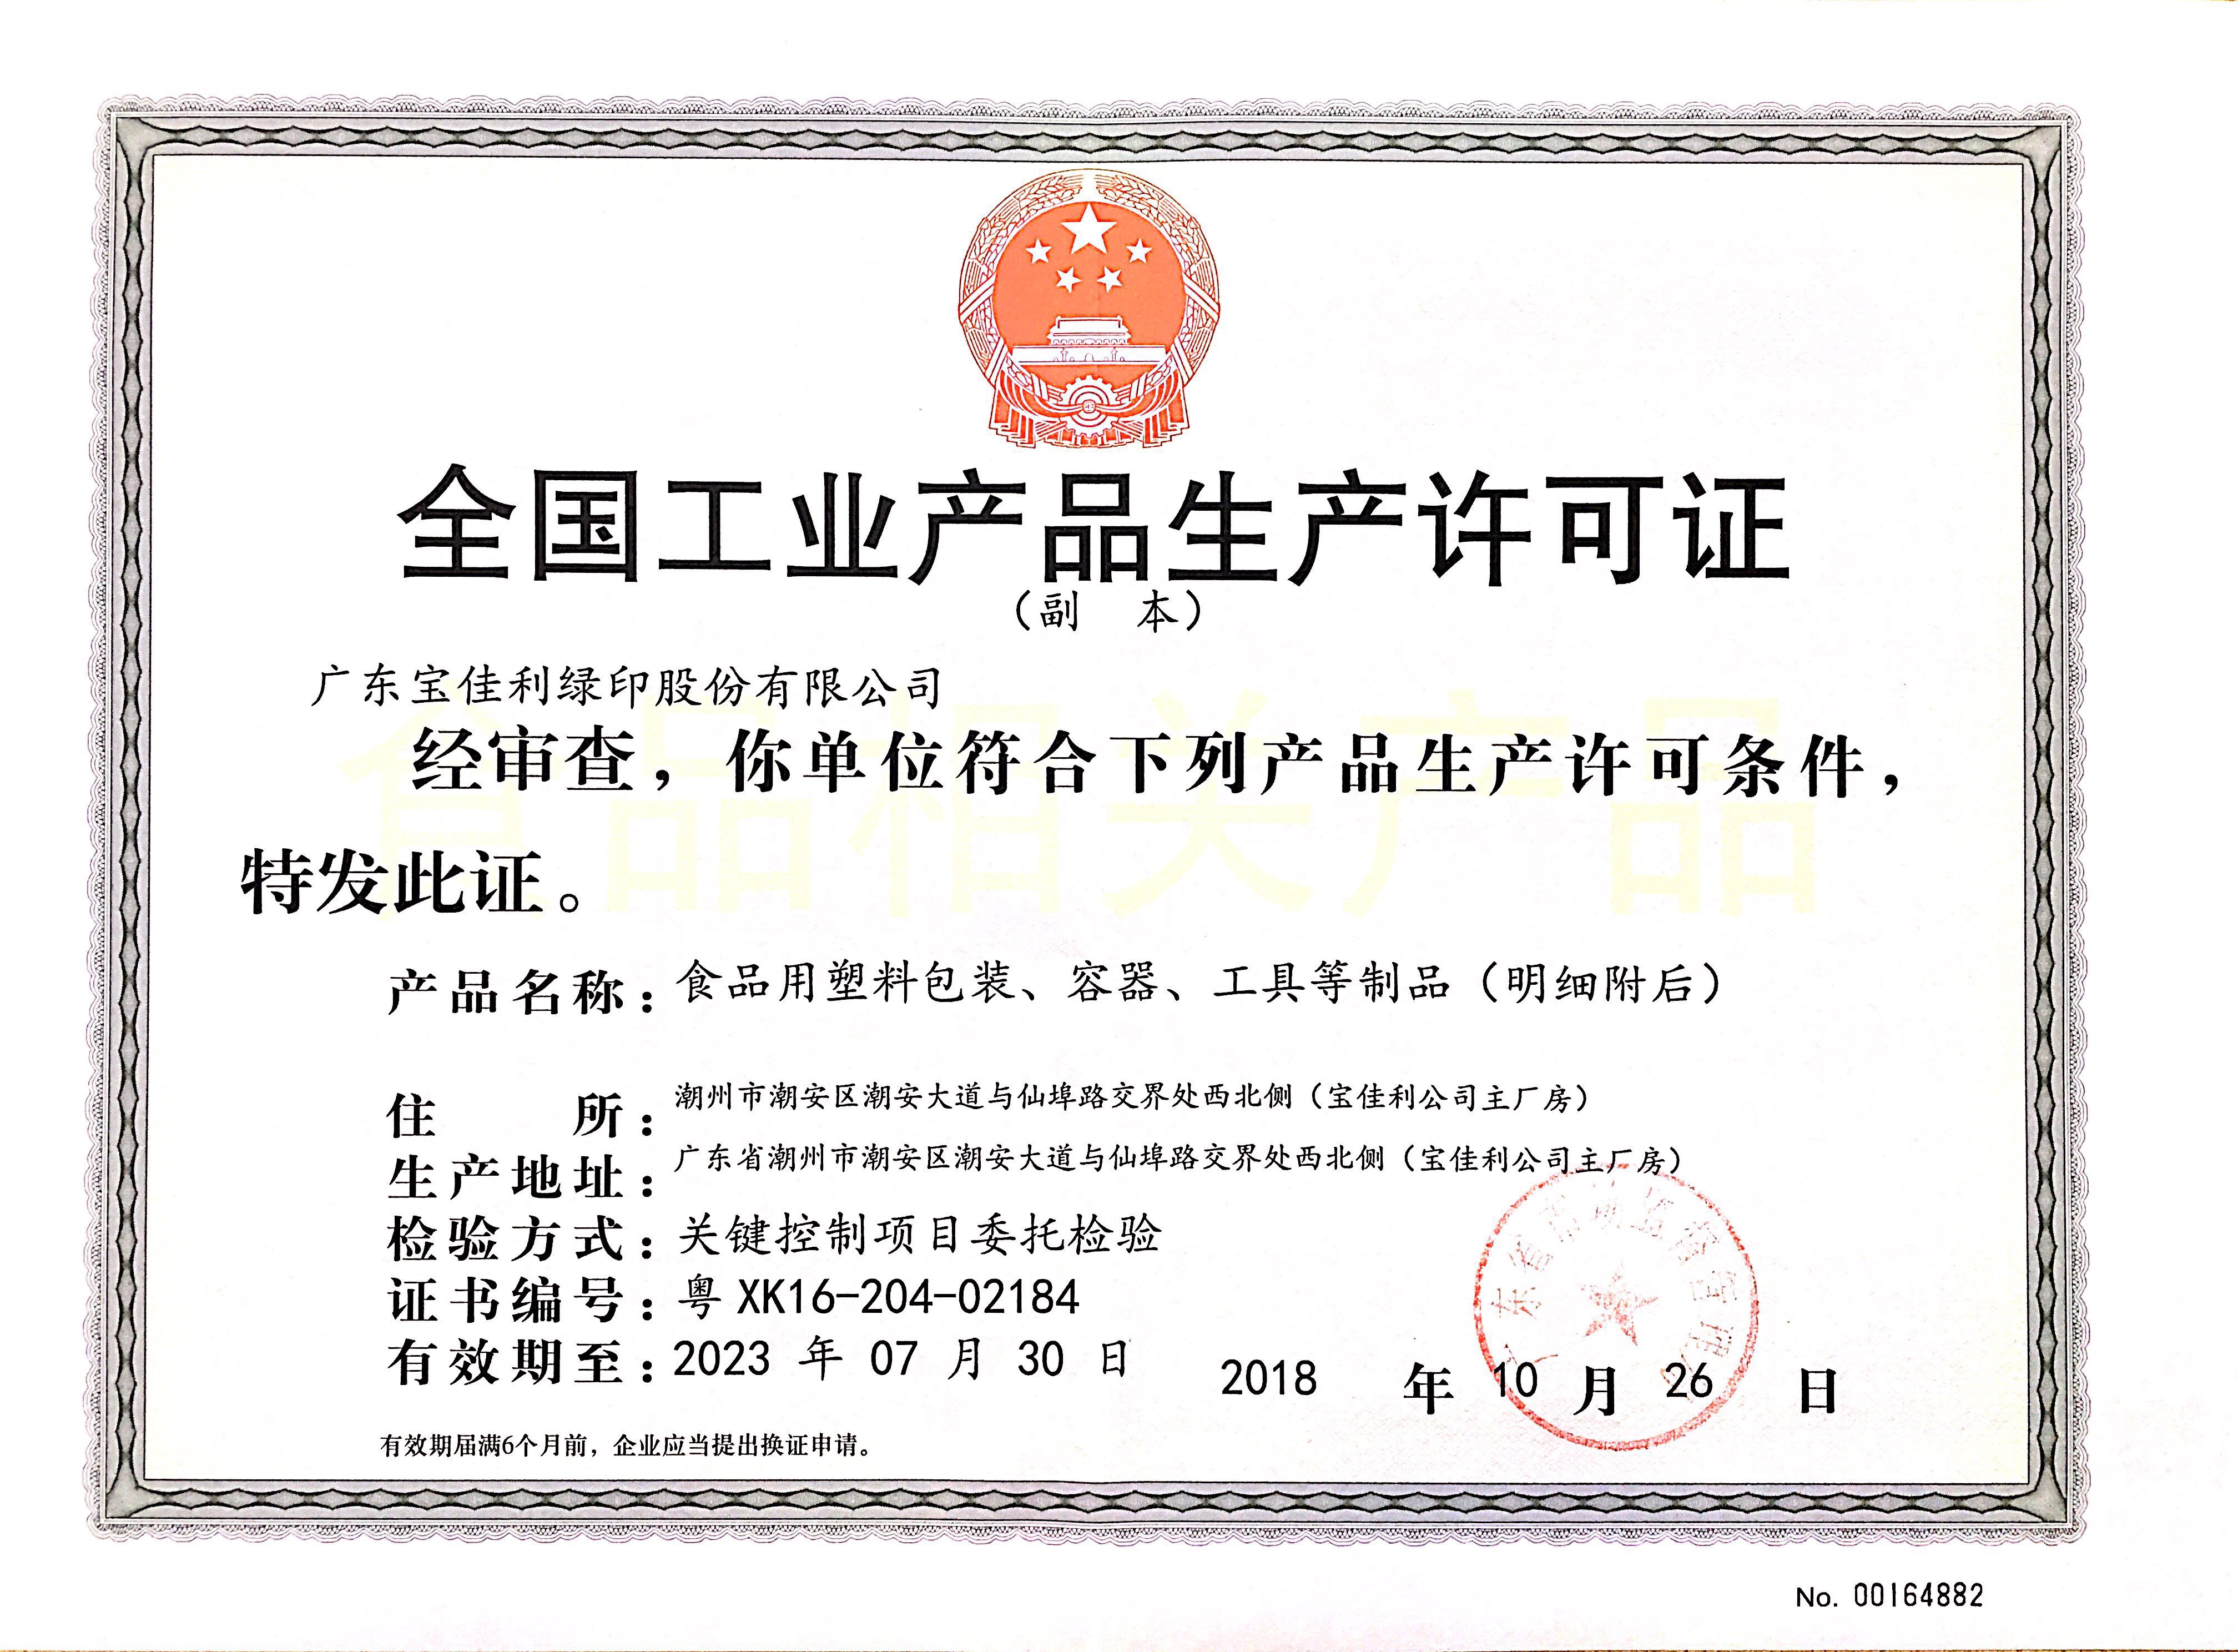 全国工业产品生产许可证
（副 本）
广东宝佳利绿印股份有限公司
食品相关产品
经审查，你单位符合下列产品生产许可条件，
特发此证。
产品名称：食品用塑料包装、容器、工具等制品（明细附后）
住 所：潮州市潮安区潮安大道与仙埠路交界处西北侧（宝佳利公司主厂房）
生产地址：广东省潮州市潮安区潮安大道与仙埠路交界处西北侧（宝佳利公司主厂房）
检验方式：关键控制项目委托检验
证书编号：粤 XK16-204-02184
有效期至：2023 年 07 月 30 日
2018 年 10 月 26 日
有效期届满6个月前，企业应当提出换证申请。
No. 00164882